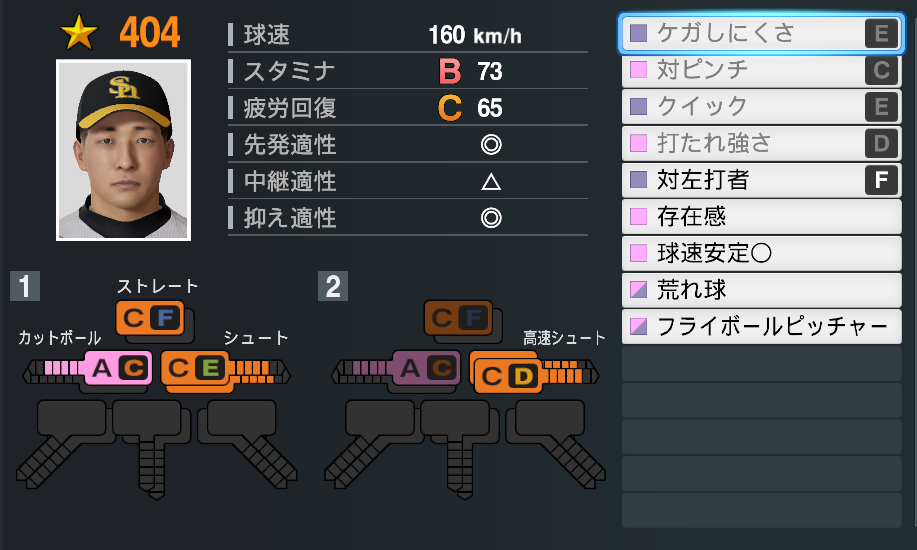 404
球速 160 km/h
スタミナ B 73
疲労回復 C 65
先発適性 ◎
中継適性 △
抑え適性 ◎
ケガしにくさ E
対ピンチ C
クイック E
打たれ強さ D
対左打者 F
存在感
球速安定○
荒れ球
フライボールピッチャー
1
ストレート
C F
カットボール
A C
シュート
C E
2
C F
A C
高速シュート
C D